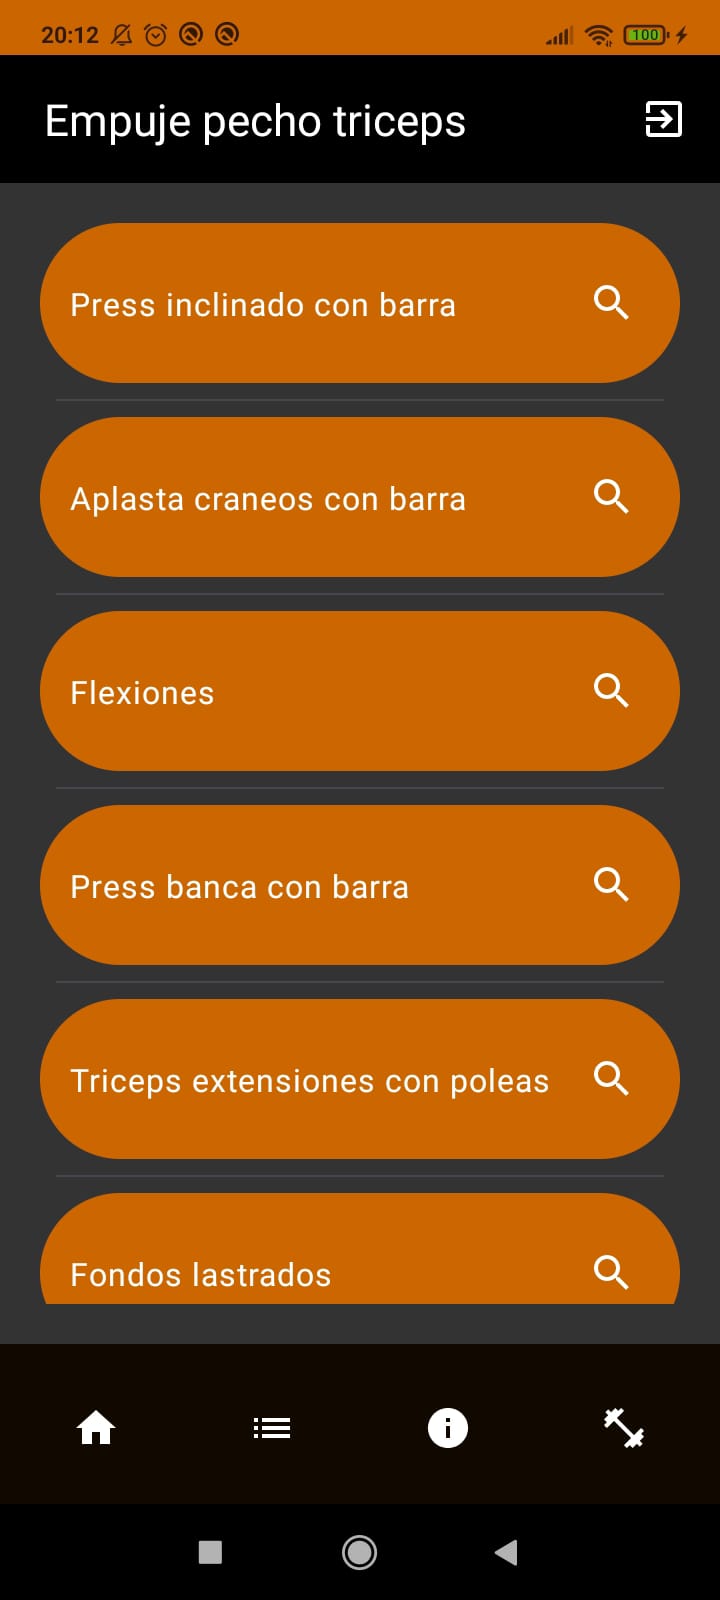 20:12
100
Empuje pecho triceps
Press inclinado con barra
Aplasta craneos con barra
Flexiones
Press banca con barra
Triceps extensiones con poleas
Fondos lastrados